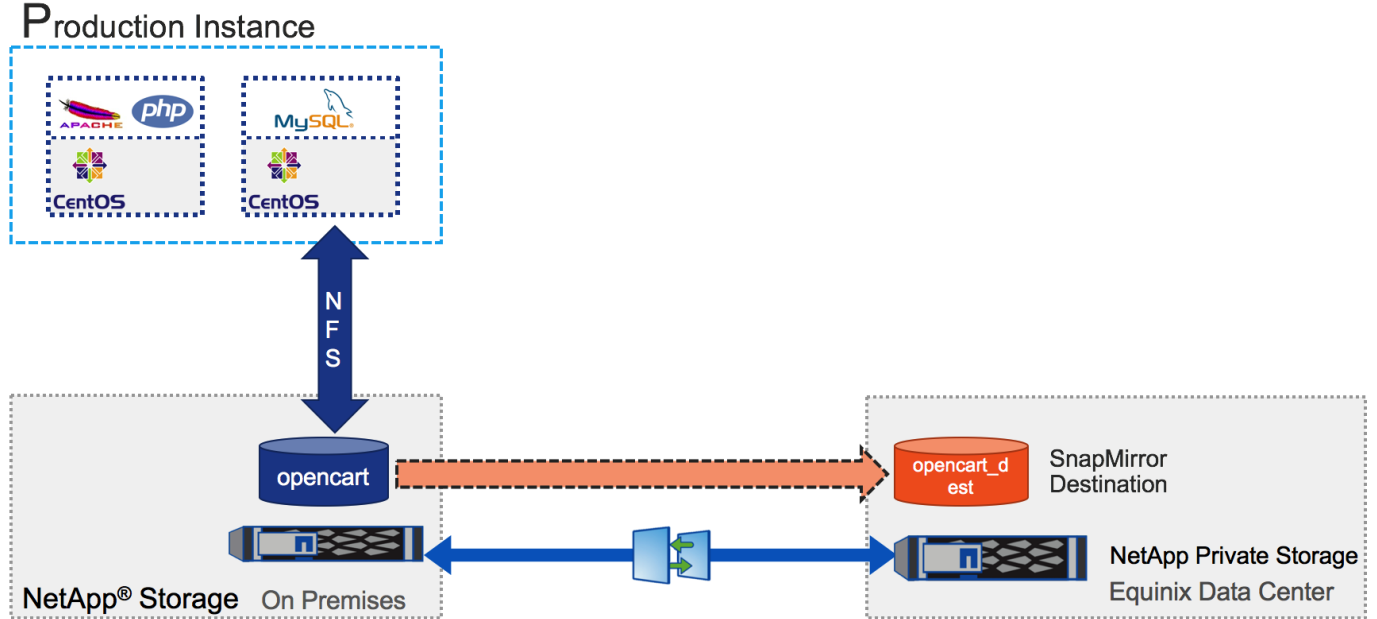 Production Instance
APACHE
php
MySQL®
CentOS
CentOS
N
F
S
opencart
opencart_d
est
SnapMirror
Destination
NetApp® Storage On Premises
NetApp Private Storage
Equinix Data Center